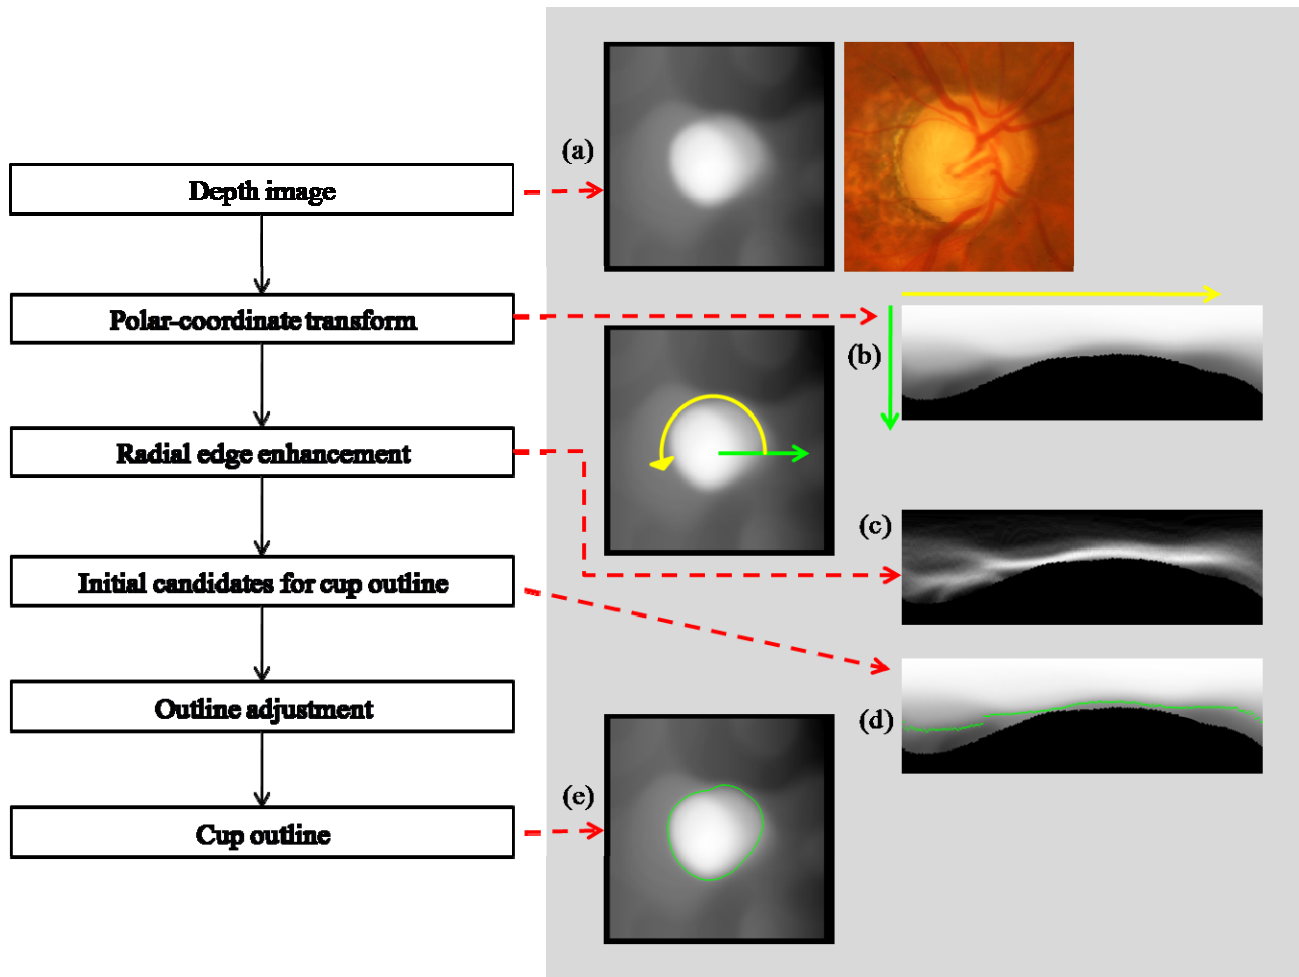 (a)
Depth image
Polar-coordinate transform
(b)
Radial edge enhancement
(c)
Initial candidates for cup outline
Outline adjustment
(d)
(e)
Cup outline